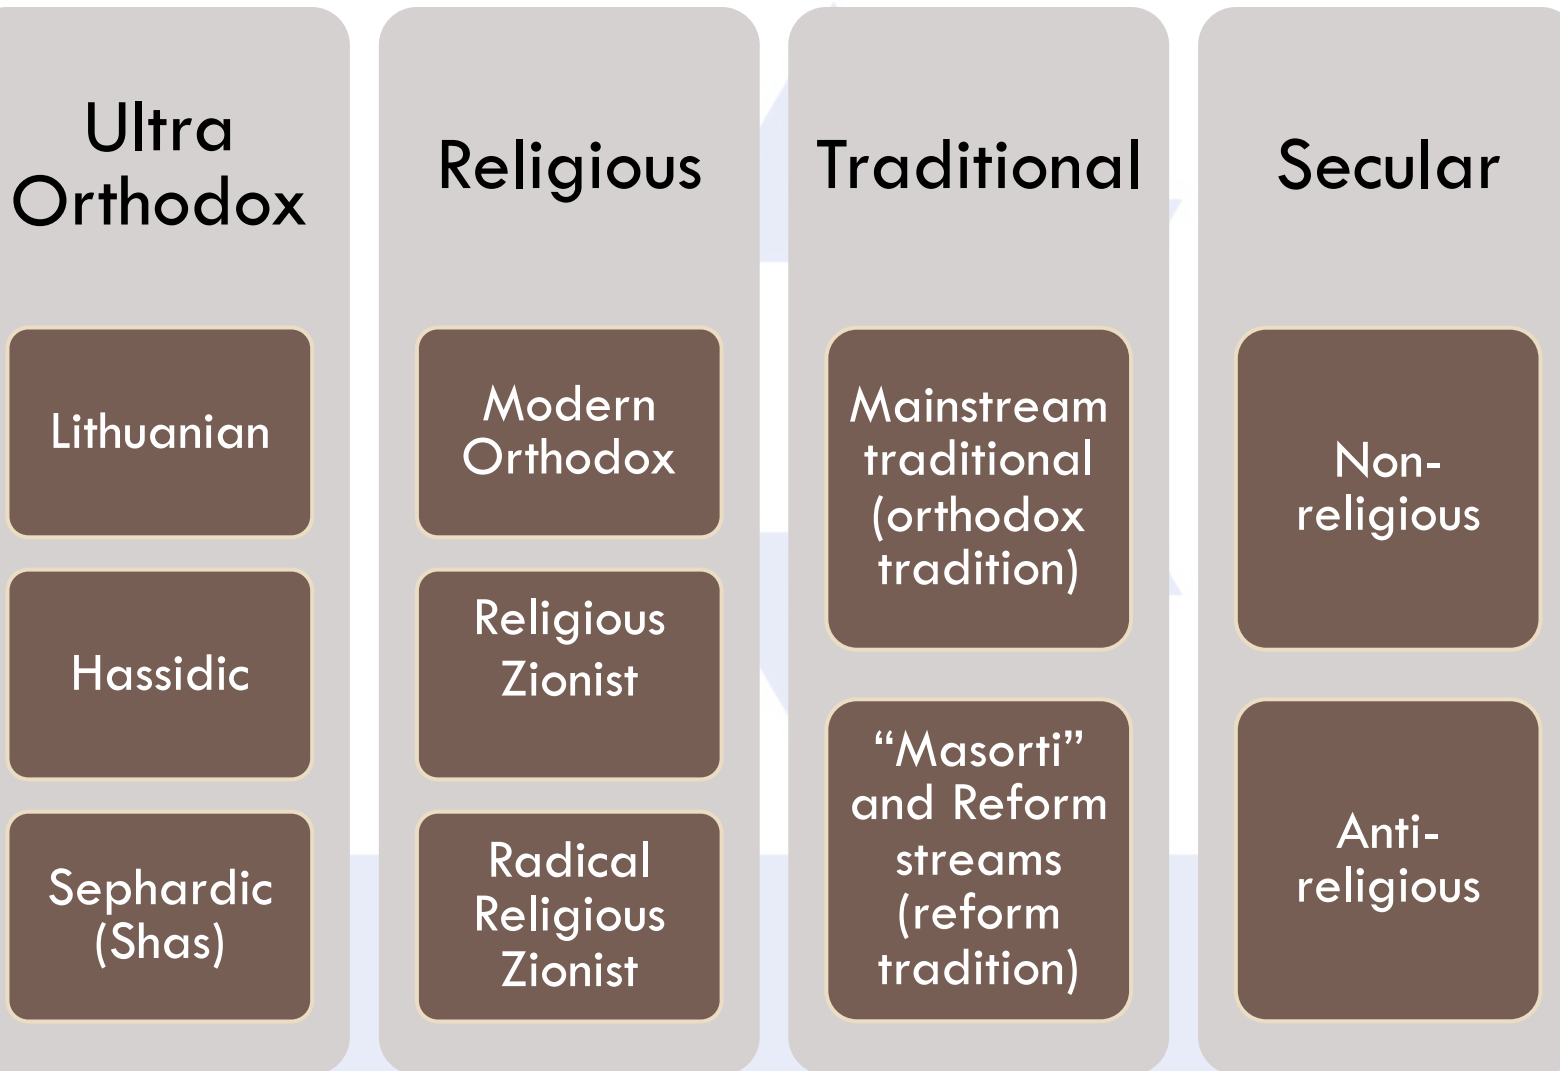 Ultra
Orthodox
Lithuanian
Hassidic
Sephardic
(Shas)
Religious
Modern
Orthodox
Religious
Zionist
Radical
Religious
Zionist
Traditional
Mainstream
traditional
(orthodox
tradition)
“Masorti”
and Reform
streams
(reform
tradition)
Secular
Non-
religious
Anti-
religious